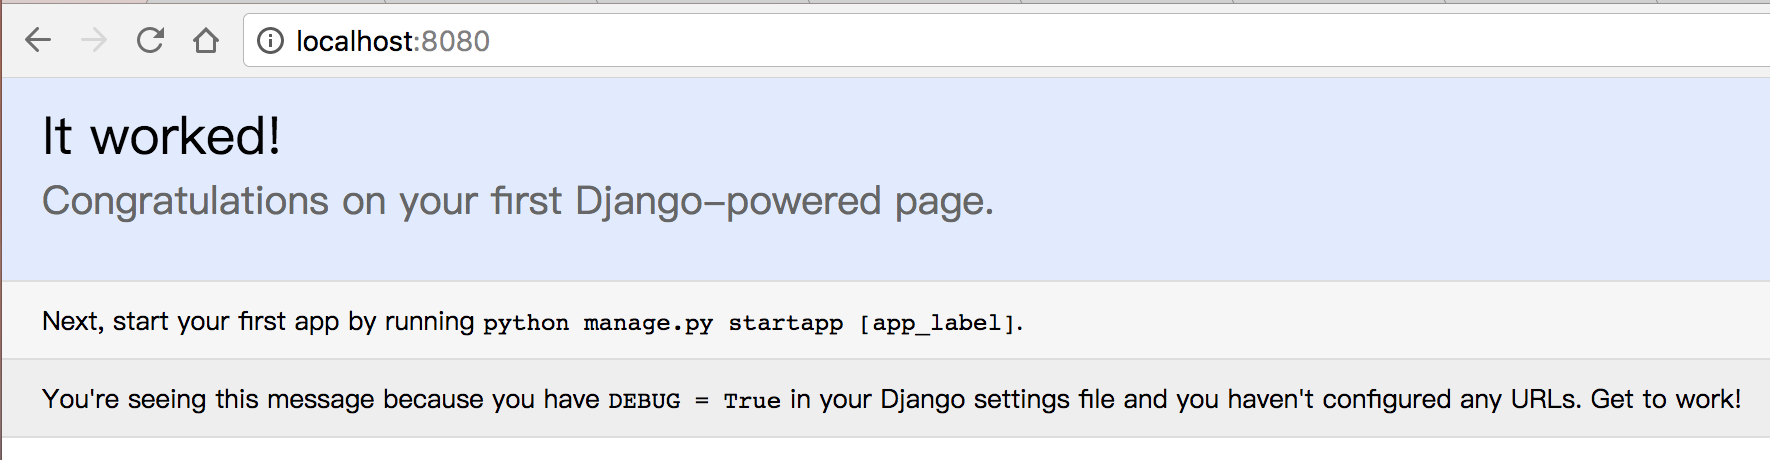 localhost:8080
It worked!
Congratulations on your first Django-powered page.
Next, start your first app by running python manage.py startapp [app_label].
You're seeing this message because you have DEBUG = True in your Django settings file and you haven't configured any URLs. Get to work!